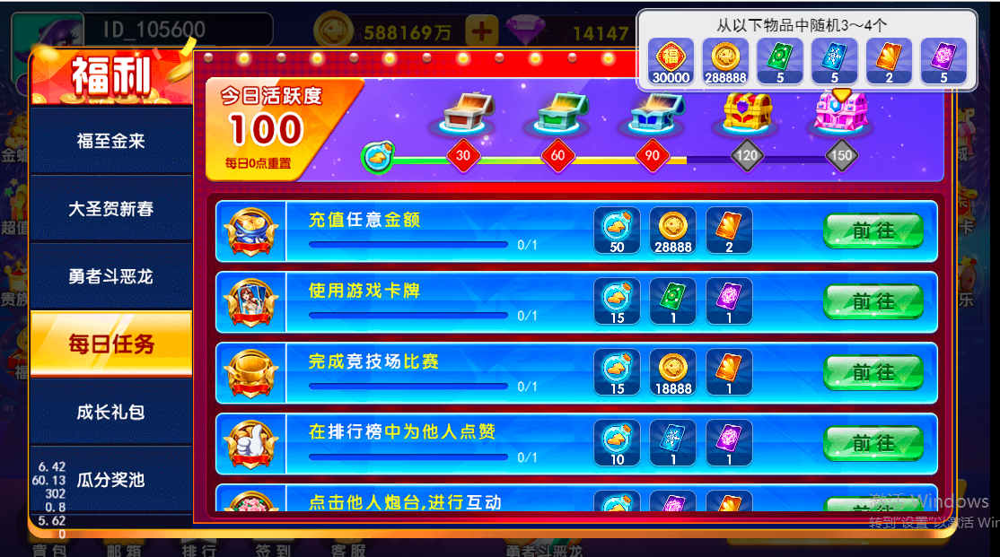 ID_105600
588169万
14147
从以下物品中随机3~4个
30000
288888
5
5
2
5
福利
今日活跃度
100
每日0点重置
30
60
90
120
150
福至金来
大圣贺新春
勇者斗恶龙
每日任务
成长礼包
瓜分奖池
充值任意金额
0/1
50
28888
2
前往
使用游戏卡牌
0/1
15
1
1
前往
完成竞技场比赛
0/1
15
18888
1
前往
在排行榜中为他人点赞
0/1
10
1
1
前往
点击他人炮台,进行互动
前往
6.42
60.13
302
0.8
5.62
0
激活 Windows
转到"设置"以激活 Win
背包
邮箱
排行
签到
客服
勇者斗恶龙
超值
贵族